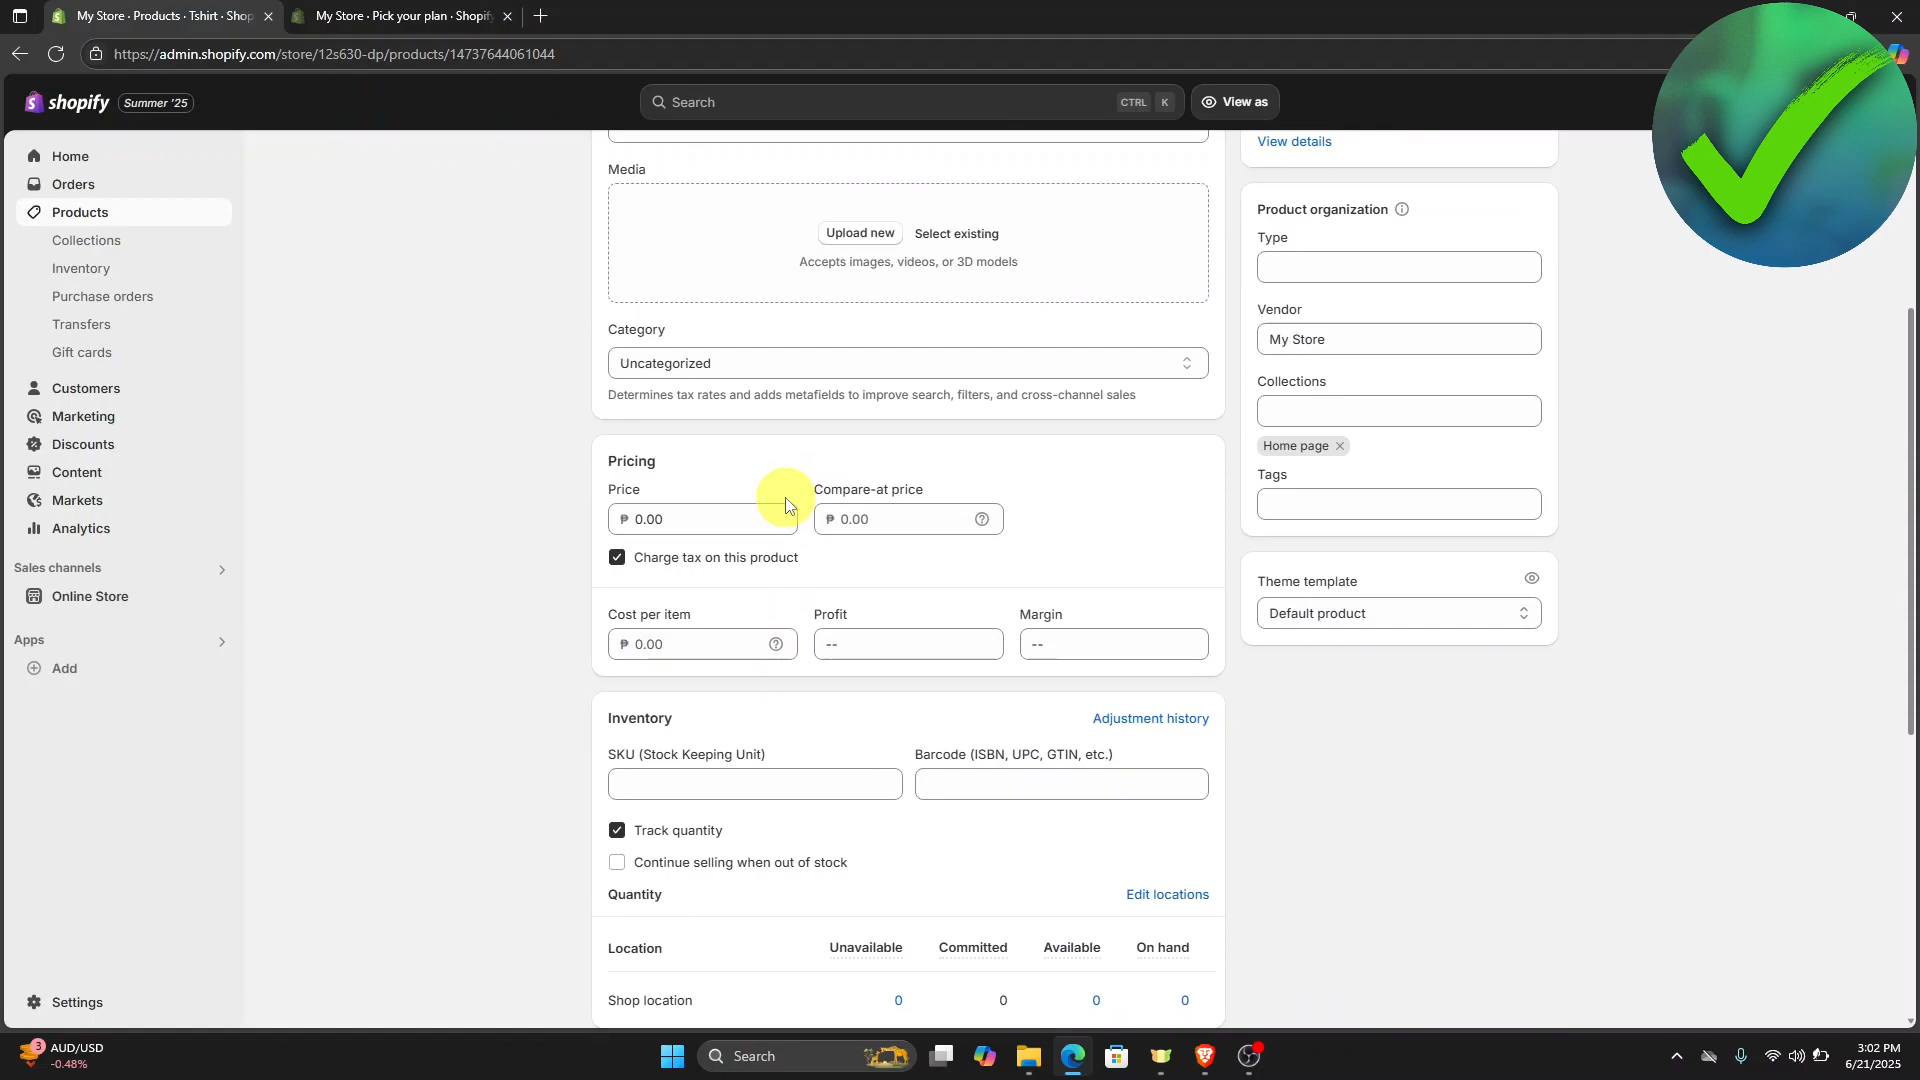 My Store · Products · Tshirt · Shop
My Store · Pick your plan · Shopify
https://admin.shopify.com/store/12s630-dp/products/14737644061044
shopify
Summer '25
Search
CTRL K
View as
Home
Orders
Products
Collections
Inventory
Purchase orders
Transfers
Gift cards
Customers
Marketing
Discounts
Content
Markets
Analytics
Sales channels
Online Store
Apps
Add
Settings
Media
Upload new
Select existing
Accepts images, videos, or 3D models
Category
Uncategorized
Determines tax rates and adds metafields to improve search, filters, and cross-channel sales
Pricing
Price
Compare-at price
₱ 0.00
₱ 0.00
Charge tax on this product
Cost per item
Profit
Margin
₱ 0.00
--
--
Inventory
Adjustment history
SKU (Stock Keeping Unit)
Barcode (ISBN, UPC, GTIN, etc.)
Track quantity
Continue selling when out of stock
Quantity
Edit locations
Location
Unavailable
Committed
Available
On hand
Shop location
0
0
0
0
View details
Product organization
Type
Vendor
My Store
Collections
Home page
Tags
Theme template
Default product
3
AUD/USD
-0.48%
Search
3:02 PM
6/21/2025